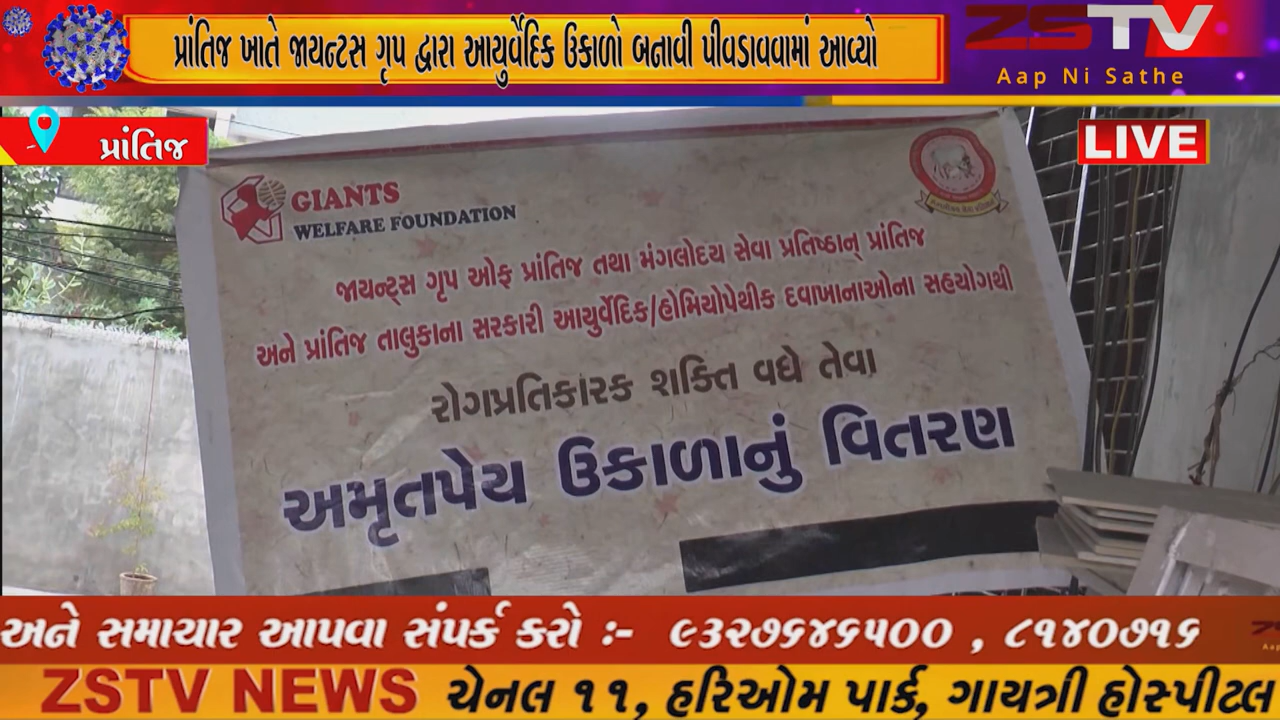 પ્રાંતિજ ખાતે જાયન્ટસ ગૃપ દ્વારા આયુર્વેદિક ઉકાળો બનાવી પીવડાવવામાં આવ્યો
ZSTV
Aap Ni Sathe
પ્રાંતિજ
LIVE
GIANTS
WELFARE FOUNDATION
જાયન્ટ્સ ગૃપ ઓફ પ્રાંતિજ તથા મંગલોદય સેવા પ્રતિષ્ઠાન્ પ્રાંતિજ
અને પ્રાંતિજ તાલુકાના સરકારી આયુર્વેદિક/હોમિયોપેથીક દવાખાનાઓના સહયોગથી
રોગપ્રતિકારક શક્તિ વધે તેવા
અમૃતપેય ઉકાળાનું વિતરણ
અને સમાચાર આપવા સંપર્ક કરો :- ૯૩૨૭૬૪૬૫૦૦ , ૮૧૪૦૭૧૬
ZSTV NEWS ચેનલ ૧૧, હરિઓમ પાર્ક, ગાયત્રી હોસ્પીટલ